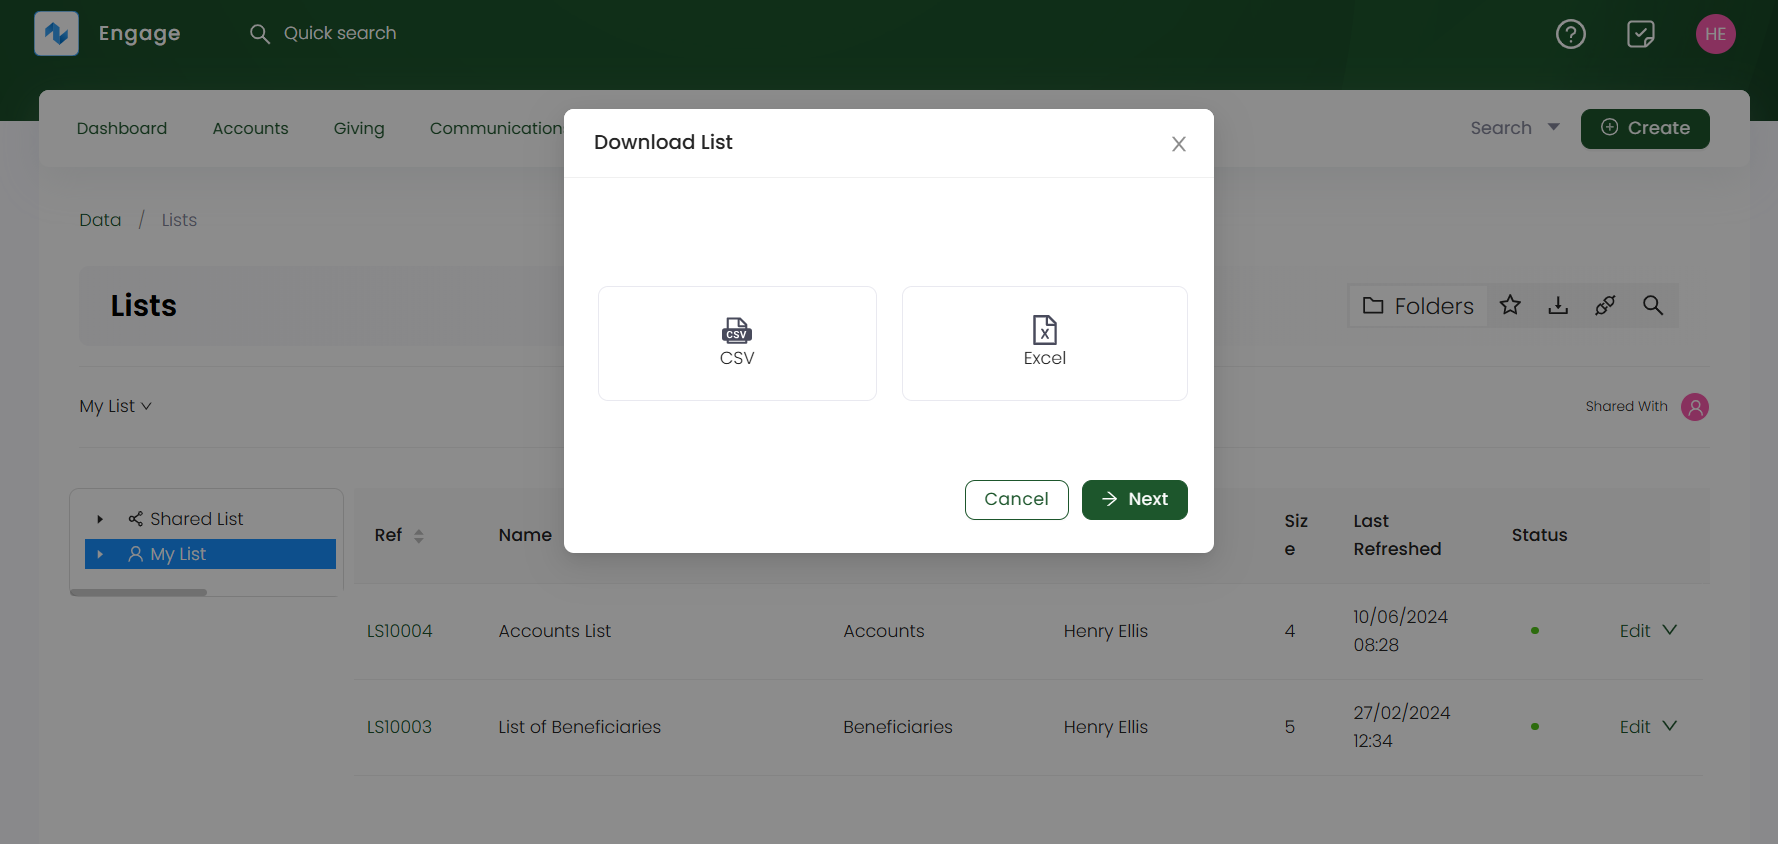 Engage
Quick search
HE
Dashboard Accounts Giving Communication
Download List
Search
Create
Data / Lists
Lists
Folders
CSV
CSV
X
Excel
My List
Shared With
Cancel
Next
Shared List
My List
Ref Name Siz
e Last
Refreshed Status
LS10004 Accounts List Accounts Henry Ellis 4 10/06/2024
08:28 Edit
LS10003 List of Beneficiaries Beneficiaries Henry Ellis 5 27/02/2024
12:34 Edit